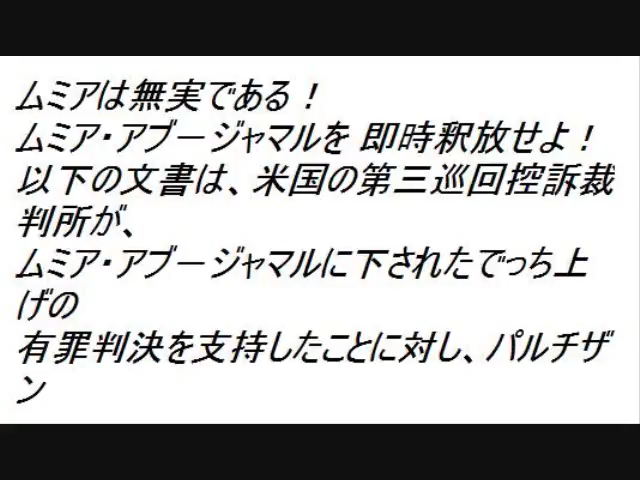 ムミアは無実である！
ムミア・アブージャマルを 即時釈放せよ！
以下の文書は、米国の第三巡回控訴裁
判所が、
ムミア・アブージャマルに下されたでっち上
げの
有罪判決を支持したことに対し、パルチザ
ン